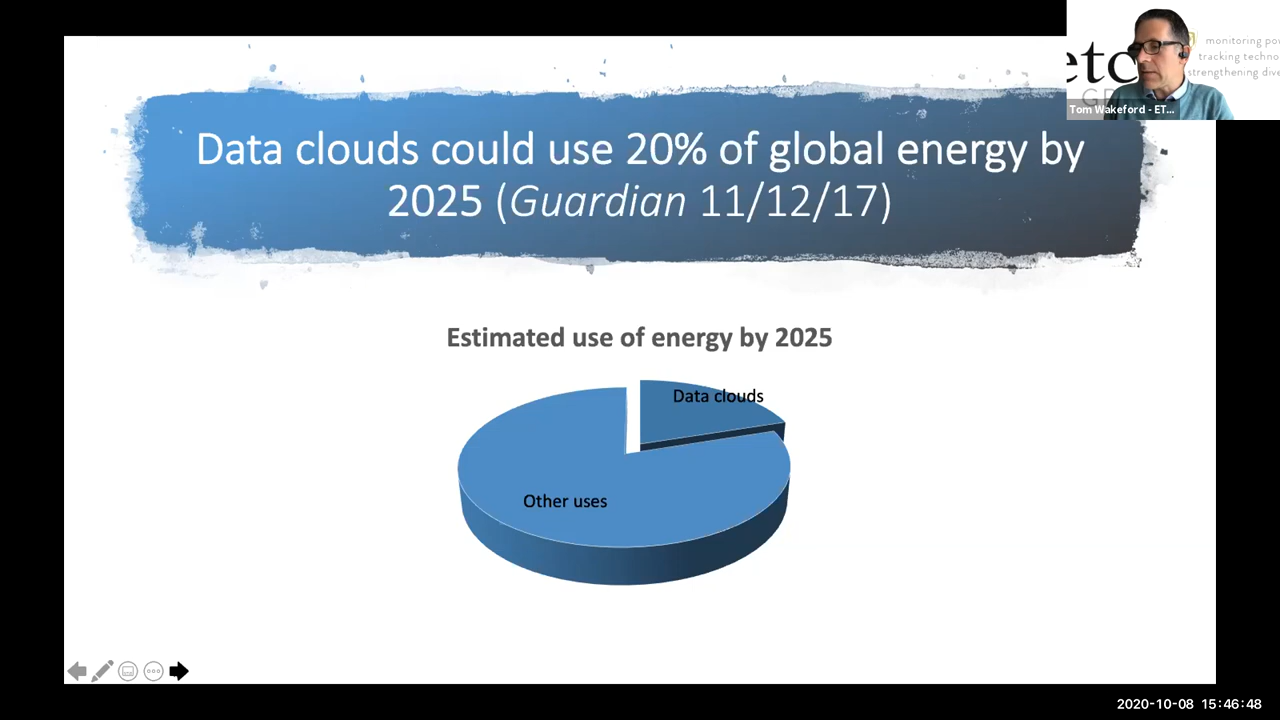 Data clouds could use 20% of global energy by
2025 (Guardian 11/12/17)
etc
monitoring po
tracking techno
strengthening dive
Tom Wakeford - ET...
Estimated use of energy by 2025
Data clouds
Other uses
2020-10-08 15:46:48